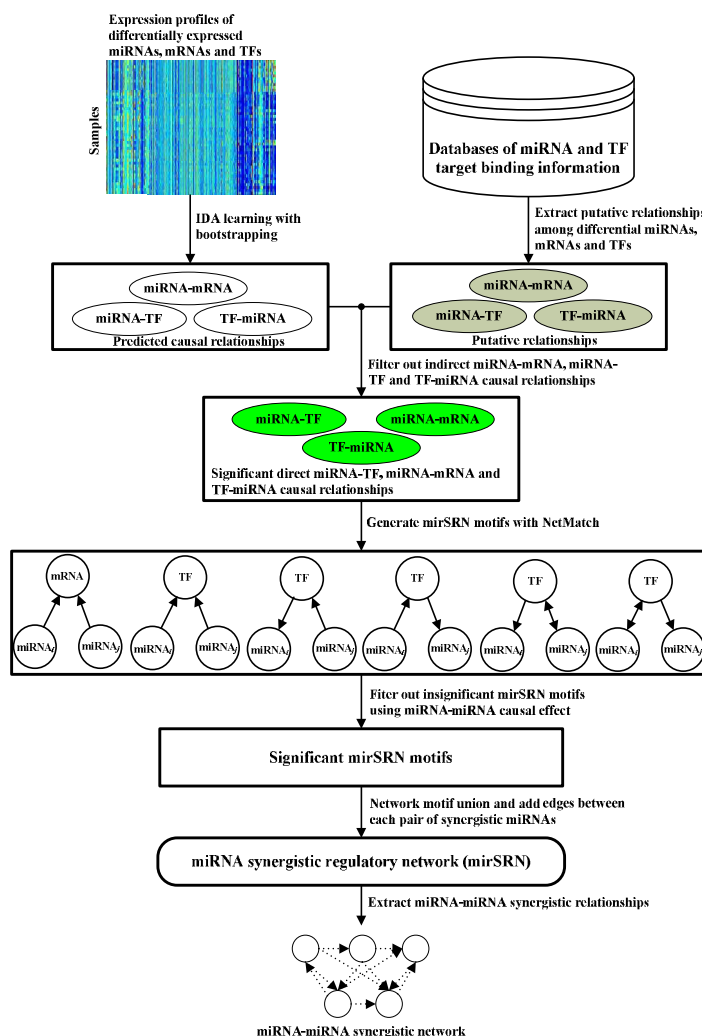 Expression profiles of
differentially expressed
miRNAs, mRNAs and TFs
Samples
Databases of miRNA and TF
target binding information
IDA learning with
bootstrapping
Extract putative relationships
among differential miRNAs,
mRNAs and TFs
miRNA-mRNA
miRNA-TF
TF-miRNA
Predicted causal relationships
miRNA-mRNA
miRNA-TF
TF-miRNA
Putative relationships
Filter out indirect miRNA-mRNA, miRNA-
TF and TF-miRNA causal relationships
miRNA-TF
miRNA-mRNA
TF-miRNA
Significant direct miRNA-TF, miRNA-mRNA and
TF-miRNA causal relationships
Generate mirSRN motifs with NetMatch
mRNA
TF
TF
TF
TF
TF
miRNAi
miRNAj
miRNAi
miRNAj
miRNAi
miRNAj
miRNAi
miRNAj
miRNAi
miRNAj
miRNAi
miRNAj
Fiter out insignificant mirSRN motifs
using miRNA-miRNA causal effect
Significant mirSRN motifs
Network motif union and add edges between
each pair of synergistic miRNAs
miRNA synergistic regulatory network (mirSRN)
Extract miRNA-miRNA synergistic relationships
miRNA-miRNA synergistic network